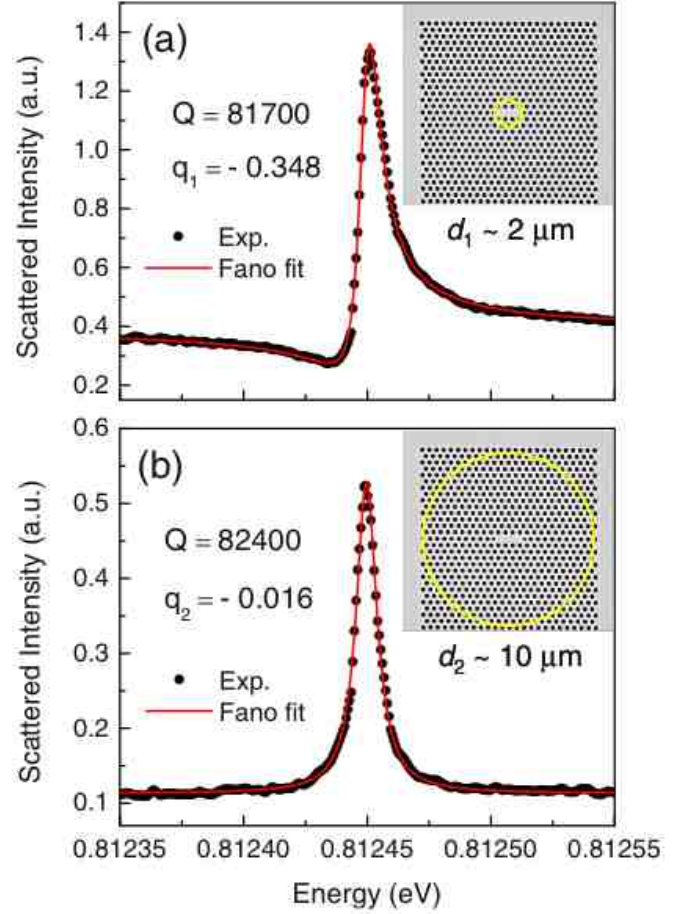 Scattered Intensity (a.u.)
1.4
1.2
1.0
0.8
0.6
0.4
0.2
(a)
Q = 81700
q1 = - 0.348
Exp.
Fano fit
d1 ~ 2 μm
Scattered Intensity (a.u.)
0.6
0.5
0.4
0.3
0.2
0.1
(b)
Q = 82400
q2 = - 0.016
Exp.
Fano fit
d2 ~ 10 μm
0.81235 0.81240 0.81245 0.81250 0.81255
Energy (eV)